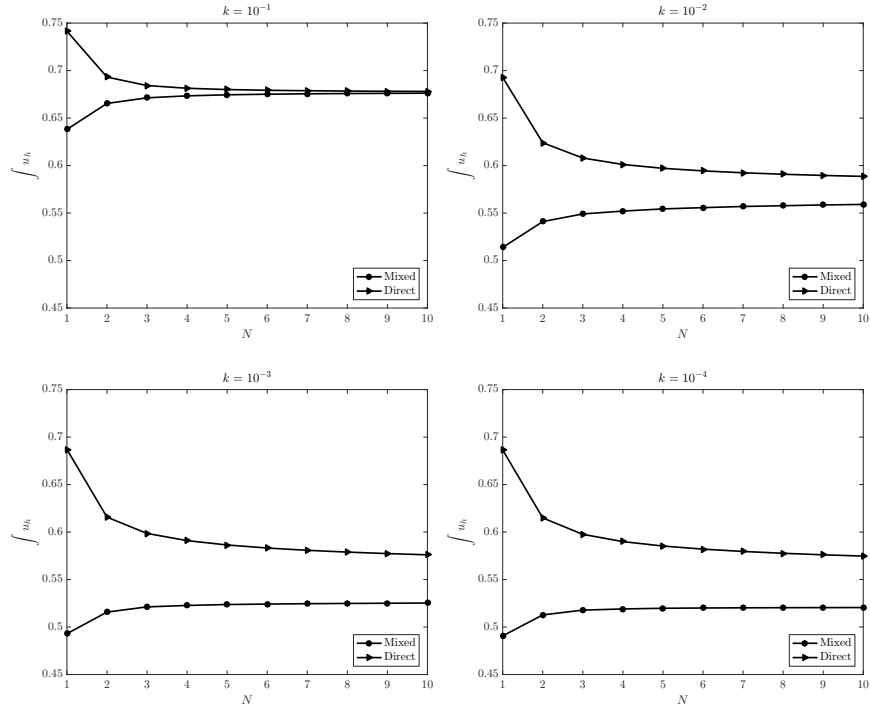 k = 10⁻¹
0.75
0.7
0.65
0.6
0.55
0.5
0.45
∫ u_h
1 2 3 4 5 6 7 8 9 10
N
Mixed
Direct
k = 10⁻²
0.75
0.7
0.65
0.6
0.55
0.5
0.45
∫ u_h
1 2 3 4 5 6 7 8 9 10
N
Mixed
Direct
k = 10⁻³
0.75
0.7
0.65
0.6
0.55
0.5
0.45
∫ u_h
1 2 3 4 5 6 7 8 9 10
N
Mixed
Direct
k = 10⁻⁴
0.75
0.7
0.65
0.6
0.55
0.5
0.45
∫ u_h
1 2 3 4 5 6 7 8 9 10
N
Mixed
Direct